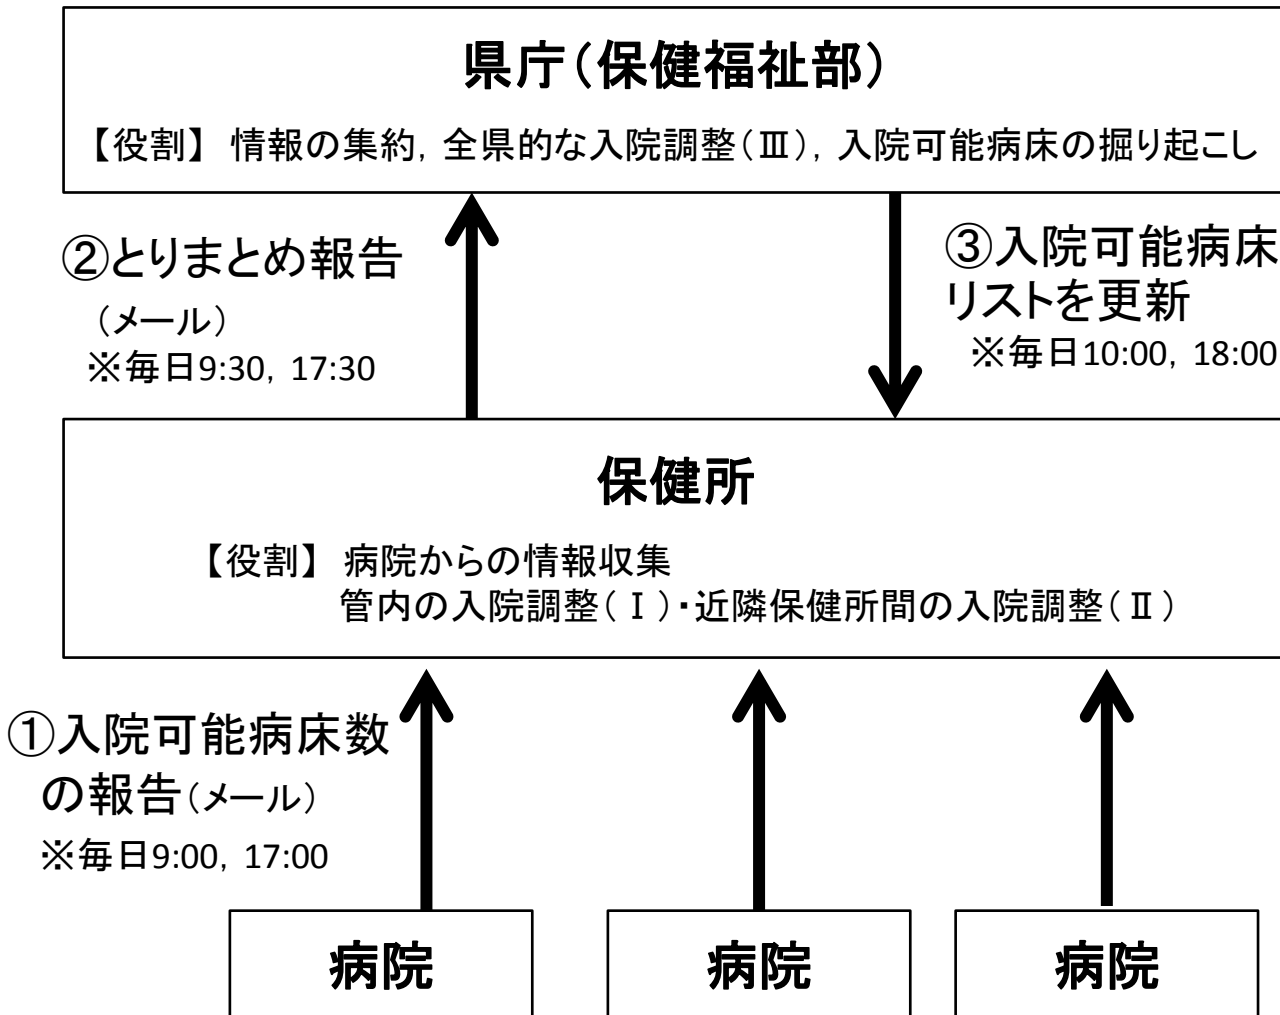 県庁（保健福祉部）
【役割】 情報の集約，全県的な入院調整（Ⅲ），入院可能病床の掘り起こし
②とりまとめ報告
（メール）
※毎日9:30，17:30
③入院可能病床
リストを更新
※毎日10:00，18:00
保健所
【役割】 病院からの情報収集
管内の入院調整（Ⅰ）・近隣保健所間の入院調整（Ⅱ）
①入院可能病床数
の報告（メール）
※毎日9:00，17:00
病院
病院
病院